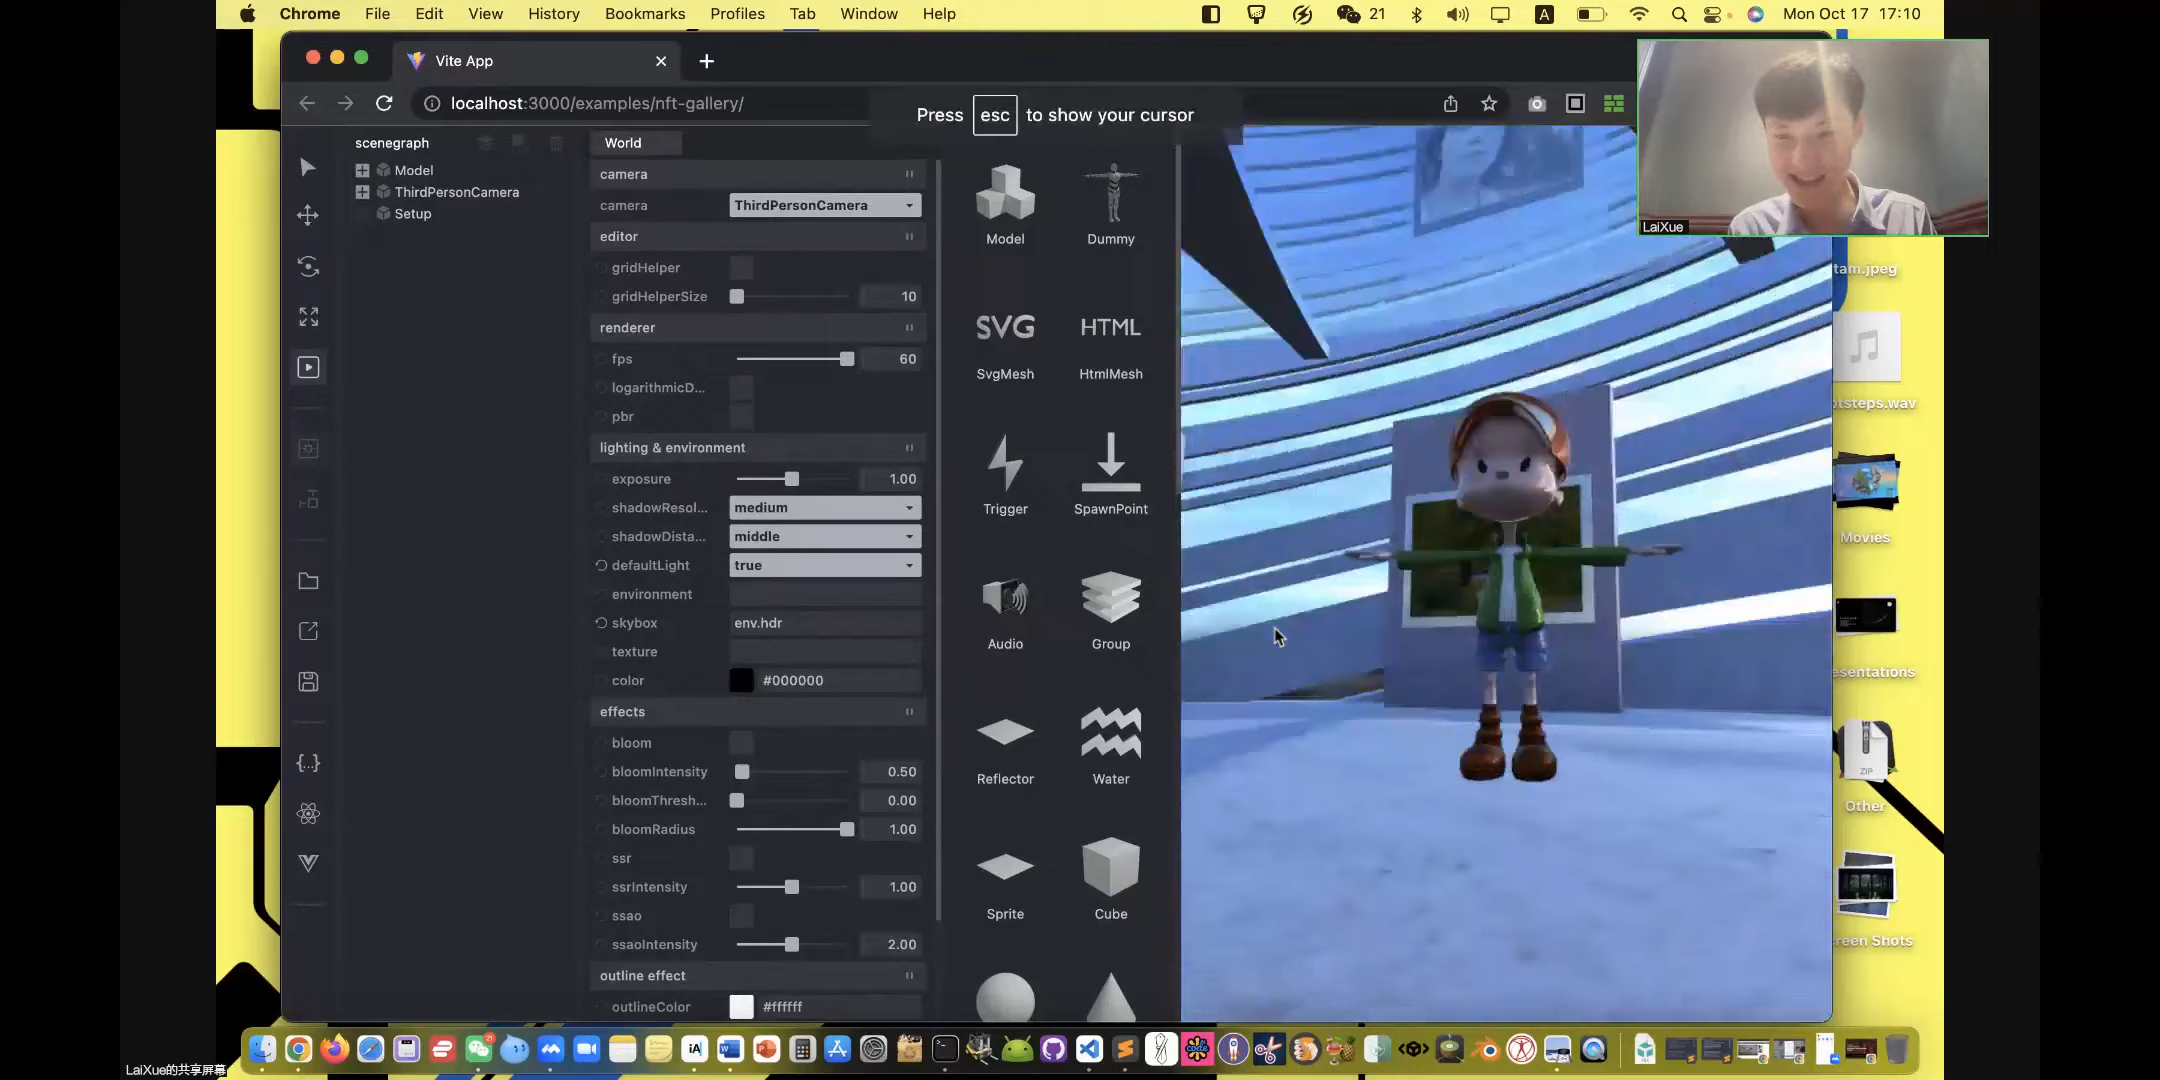 Chrome File Edit View History Bookmarks Profiles Tab Window Help 21 A Mon Oct 17 17:10
Vite App
localhost:3000/examples/nft-gallery/
Press esc to show your cursor
LaiXue
scenegraph
Model
ThirdPersonCamera
Setup
World
camera
camera ThirdPersonCamera
editor
gridHelper
gridHelperSize 10
renderer
fps 60
logarithmicD...
pbr
lighting & environment
exposure 1.00
shadowResol... medium
shadowDista... middle
defaultLight true
environment
skybox env.hdr
texture
color #000000
effects
bloom
bloomIntensity 0.50
bloomThresh... 0.00
bloomRadius 1.00
ssr
ssrIntensity 1.00
ssao
ssaoIntensity 2.00
outline effect
outlineColor #ffffff
Model Dummy
SVG HTML
SvgMesh HtmlMesh
Trigger SpawnPoint
Audio Group
Reflector Water
Sprite Cube
tam.jpeg
tsteps.wav
Movies
esentations
ZIP
Other
reen Shots
LaiXue的共享屏幕